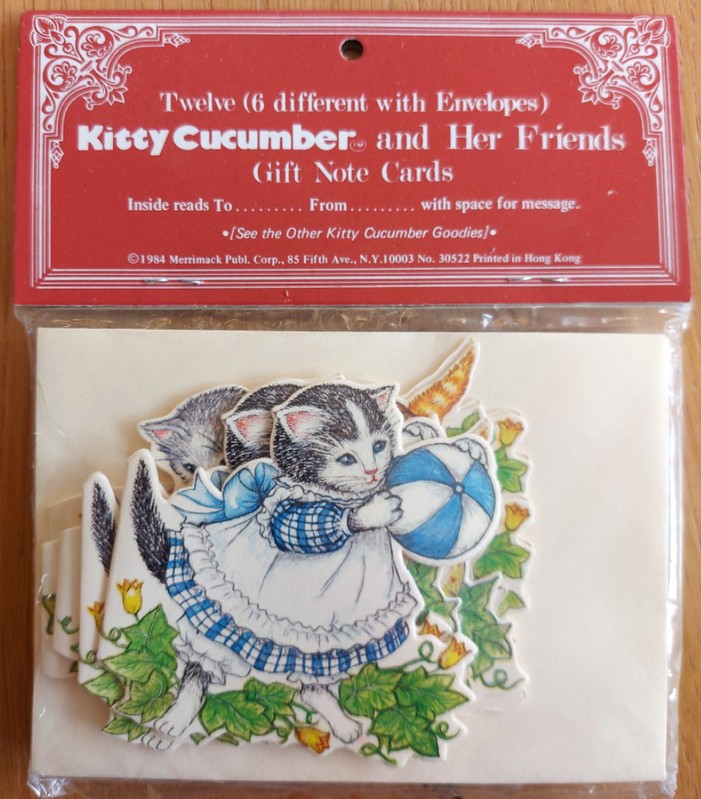 Twelve (6 different with Envelopes)
Kitty Cucumber® and Her Friends
Gift Note Cards
Inside reads To......... From......... with space for message.
•[See the Other Kitty Cucumber Goodies]•
©1984 Merrimack Publ. Corp., 85 Fifth Ave., N.Y.10003 No. 30522 Printed in Hong Kong